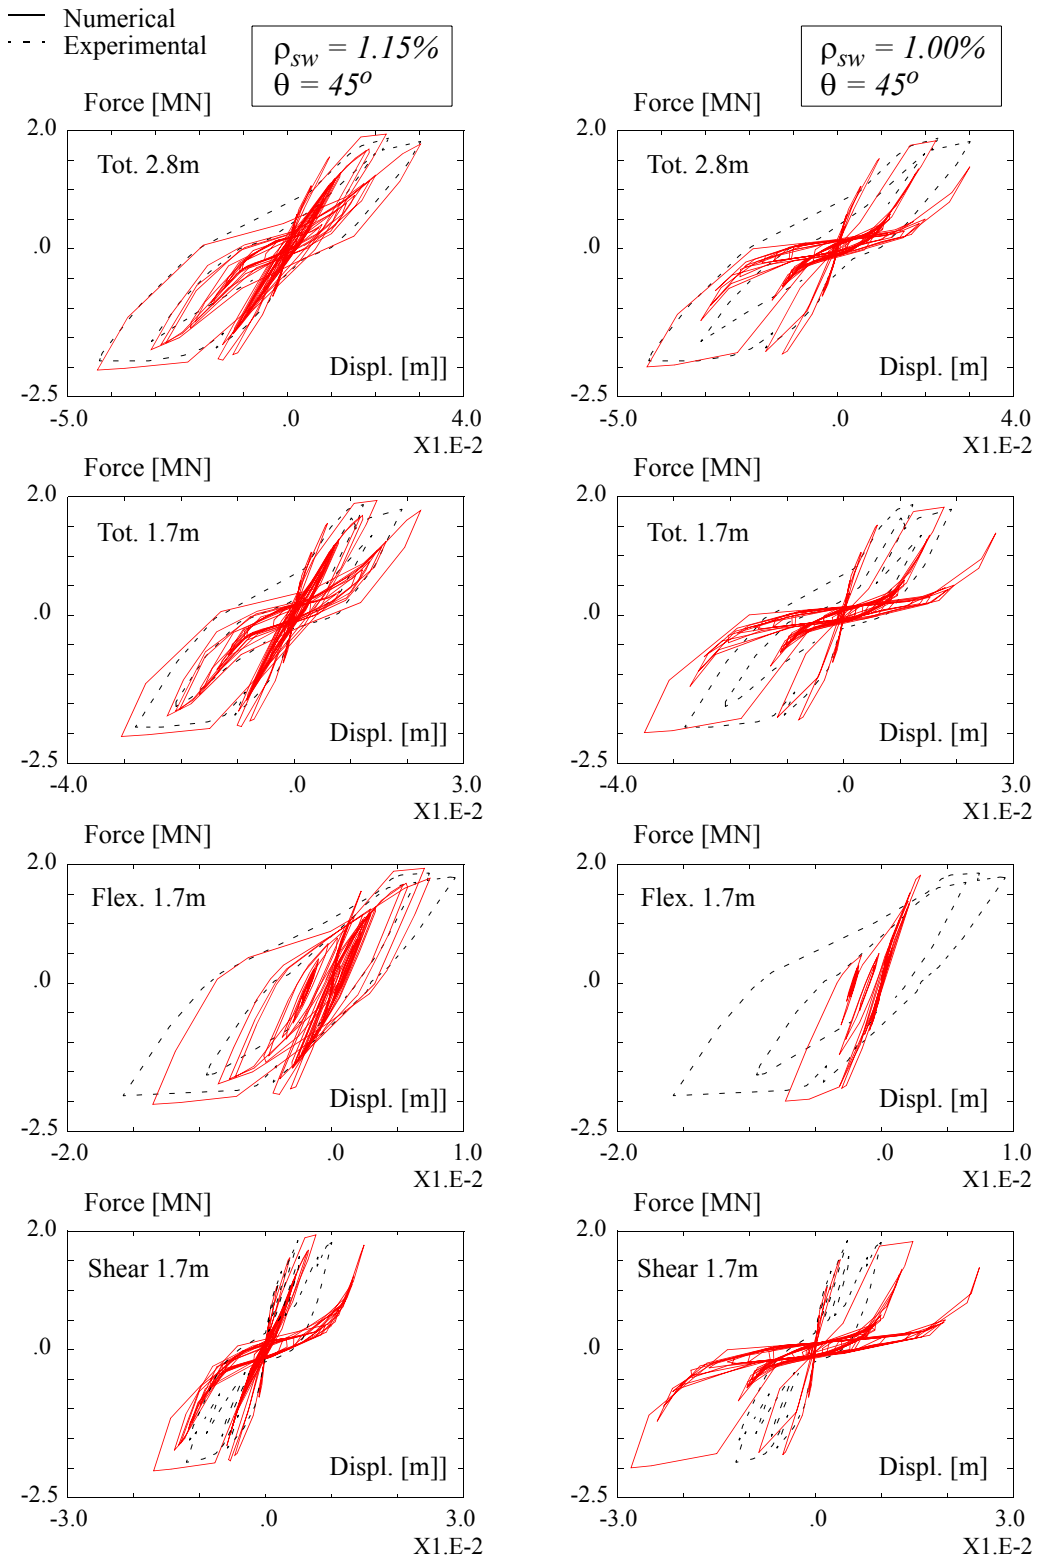 Numerical
Experimental
ρsw = 1.15%
θ = 45o
ρsw = 1.00%
θ = 45o
Force [MN]
2.0
Tot. 2.8m
.0
Displ. [m]]
-2.5
-5.0 .0 4.0
X1.E-2
Force [MN]
2.0
Tot. 2.8m
.0
Displ. [m]
-2.5
-5.0 .0 4.0
X1.E-2
Force [MN]
2.0
Tot. 1.7m
.0
Displ. [m]]
-2.5
-4.0 .0 3.0
X1.E-2
Force [MN]
2.0
Tot. 1.7m
.0
Displ. [m]
-2.5
-4.0 .0 3.0
X1.E-2
Force [MN]
2.0
Flex. 1.7m
.0
Displ. [m]]
-2.5
-2.0 .0 1.0
X1.E-2
Force [MN]
2.0
Flex. 1.7m
.0
Displ. [m]
-2.5
-2.0 .0 1.0
X1.E-2
Force [MN]
2.0
Shear 1.7m
.0
Displ. [m]]
-2.5
-3.0 .0 3.0
X1.E-2
Force [MN]
2.0
Shear 1.7m
.0
Displ. [m]
-2.5
-3.0 .0 3.0
X1.E-2